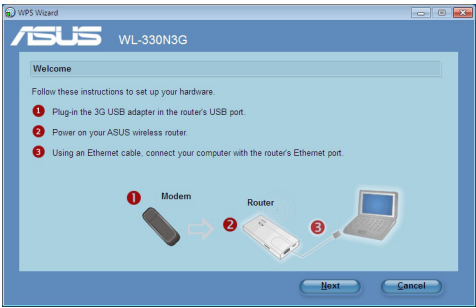 WPS Wizard
ASUS WL-330N3G
Welcome
Follow these instructions to set up your hardware.
1 Plug-in the 3G USB adapter in the router's USB port.
2 Power on your ASUS wireless router.
3 Using an Ethernet cable, connect your computer with the router's Ethernet port.
1 Modem
2 Router
3
Next Cancel